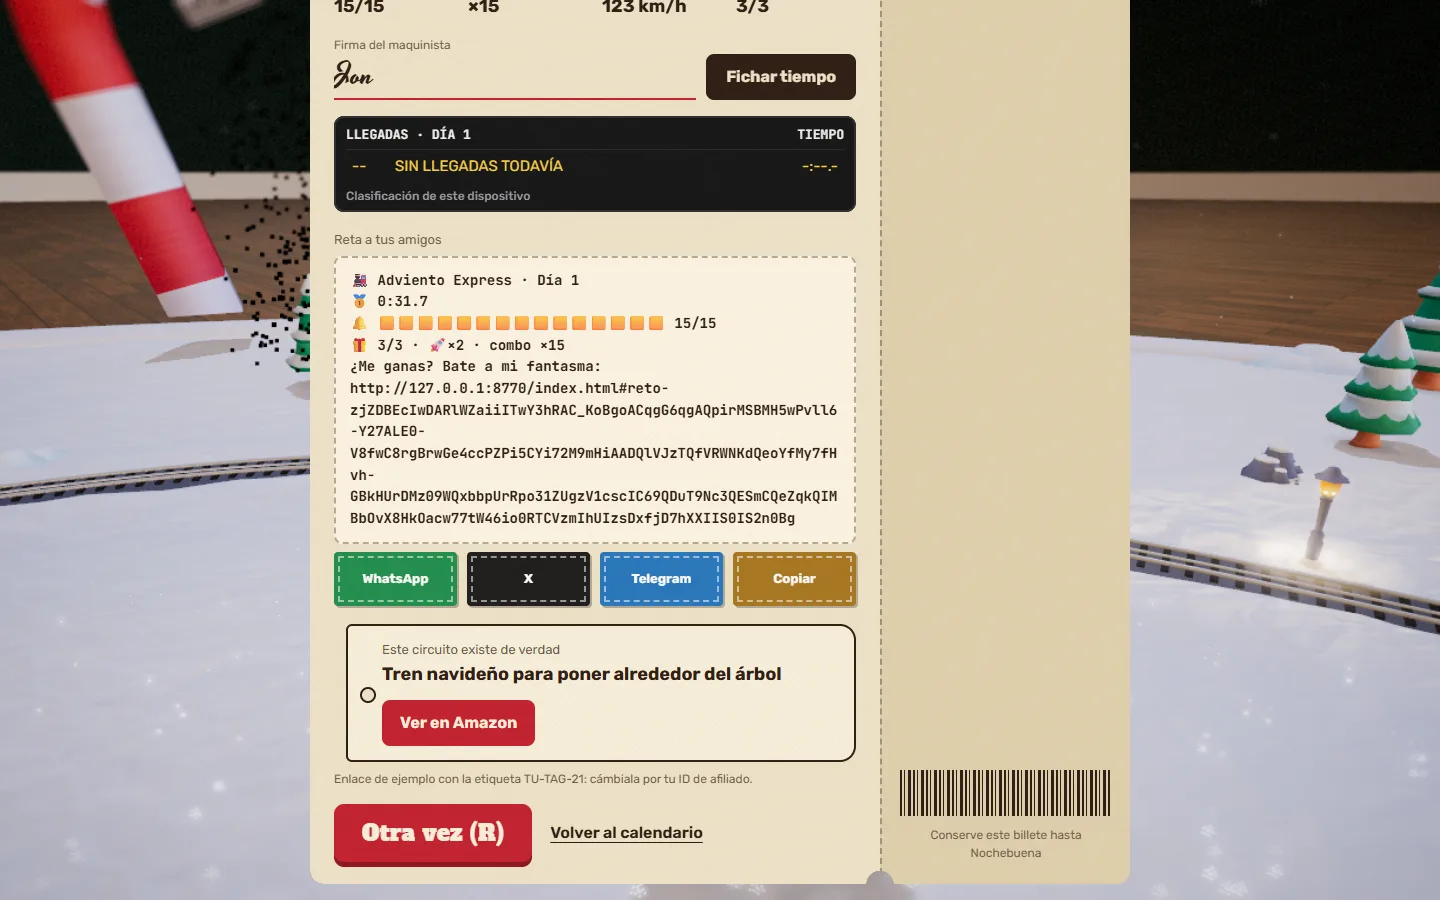 15/15 ×15 123 km/h 3/3
Firma del maquinista
Jon
Fichar tiempo
LLEGADAS · DÍA 1 TIEMPO
-- SIN LLEGADAS TODAVÍA -:--.-
Clasificación de este dispositivo
Reta a tus amigos
🚂 Adviento Express · Día 1
🥇 0:31.7
🔔 🟧🟧🟧🟧🟧🟧🟧🟧🟧🟧🟧🟧🟧🟧🟧 15/15
🎁 3/3 · 🚀×2 · combo ×15
¿Me ganas? Bate a mi fantasma:
http://127.0.0.1:8770/index.html#reto-
zjZDBEcIwDARlWZaiiITwY3hRAC_KoBgoACqgG6qgAQpirMSBMH5wPvll6
-Y27ALE0-
V8fwC8rgBrwGe4ccPZPi5CYi72M9mHiAADQlVJzTQfVRWNKdQeoYfMy7fH
vh-
GBkHUrDMz09WQxbbpUrRpo31ZUgzV1cscIC69QDuT9Nc3QESmCQeZqkQIM
BbOvX8HkOacw77tW46io0RTCVzmIhUIzsDxfjD7hXXIIS0IS2n0Bg
WhatsApp X Telegram Copiar
Este circuito existe de verdad
Tren navideño para poner alrededor del árbol
Ver en Amazon
Enlace de ejemplo con la etiqueta TU-TAG-21: cámbiala por tu ID de afiliado.
Otra vez (R) Volver al calendario
Conserve este billete hasta
Nochebuena